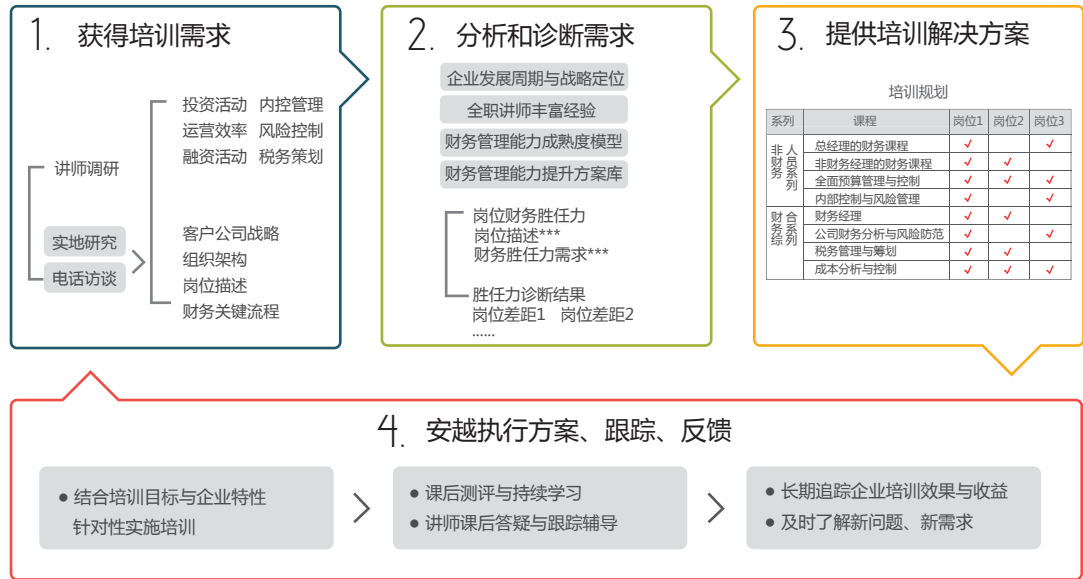 1. 获得培训需求
投资活动 内控管理
运营效率 风险控制
融资活动 税务策划
讲师调研
实地研究
电话访谈
客户公司战略
组织架构
岗位描述
财务关键流程
2. 分析和诊断需求
企业发展周期与战略定位
全职讲师丰富经验
财务管理能力成熟度模型
财务管理能力提升方案库
岗位财务胜任力
岗位描述***
财务胜任力需求***
胜任力诊断结果
岗位差距1 岗位差距2
......
3. 提供培训解决方案
培训规划
系列 课程 岗位1 岗位2 岗位3
非财务人员系列
总经理的财务课程 √ √
非财务经理的财务课程 √ √
全面预算管理与控制 √ √ √
内部控制与风险管理 √ √
财务综合系列
财务经理 √ √
公司财务分析与风险防范 √ √
税务管理与筹划 √ √
成本分析与控制 √ √ √
4. 安越执行方案、跟踪、反馈
● 结合培训目标与企业特性
针对性实施培训
● 课后测评与持续学习
● 讲师课后答疑与跟踪辅导
● 长期追踪企业培训效果与收益
● 及时了解新问题、新需求